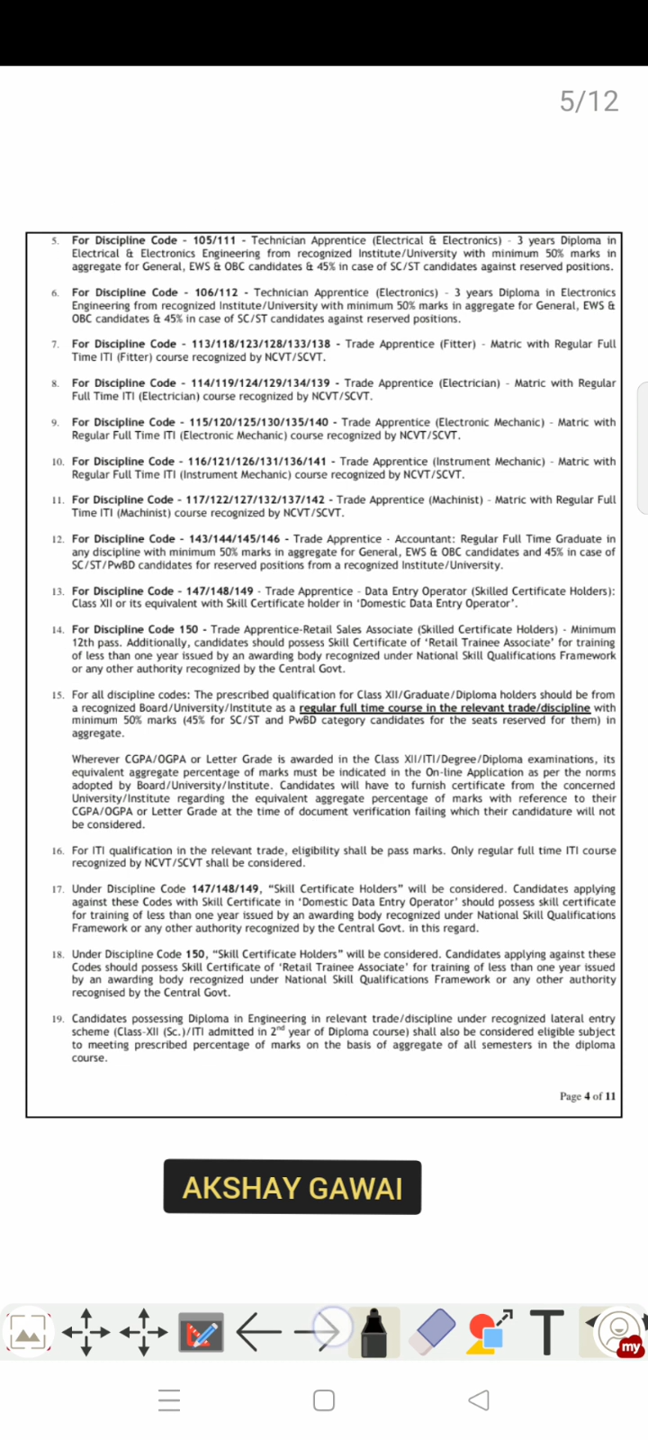 5/12
5. For Discipline Code - 105/111 - Technician Apprentice (Electrical & Electronics) - 3 years Diploma in
Electrical & Electronics Engineering from recognized Institute/University with minimum 50% marks in
aggregate for General, EWS & OBC candidates & 45% in case of SC/ST candidates against reserved positions.
6. For Discipline Code - 106/112 - Technician Apprentice (Electronics) - 3 years Diploma in Electronics
Engineering from recognized Institute/University with minimum 50% marks in aggregate for General, EWS &
OBC candidates & 45% in case of SC/ST candidates against reserved positions.
7. For Discipline Code - 113/118/123/128/133/138 - Trade Apprentice (Fitter) - Matric with Regular Full
Time ITI (Fitter) course recognized by NCVT/SCVT.
8. For Discipline Code - 114/119/124/129/134/139 - Trade Apprentice (Electrician) - Matric with Regular
Full Time ITI (Electrician) course recognized by NCVT/SCVT.
9. For Discipline Code - 115/120/125/130/135/140 - Trade Apprentice (Electronic Mechanic) - Matric with
Regular Full Time ITI (Electronic Mechanic) course recognized by NCVT/SCVT.
10. For Discipline Code - 116/121/126/131/136/141 - Trade Apprentice (Instrument Mechanic) - Matric with
Regular Full Time ITI (Instrument Mechanic) course recognized by NCVT/SCVT.
11. For Discipline Code - 117/122/127/132/137/142 - Trade Apprentice (Machinist) - Matric with Regular Full
Time ITI (Machinist) course recognized by NCVT/SCVT.
12. For Discipline Code - 143/144/145/146 - Trade Apprentice - Accountant: Regular Full Time Graduate in
any discipline with minimum 50% marks in aggregate for General, EWS & OBC candidates and 45% in case of
SC/ST/PwBD candidates for reserved positions from a recognized Institute/University.
13. For Discipline Code - 147/148/149 - Trade Apprentice - Data Entry Operator (Skilled Certificate Holders):
Class XII or its equivalent with Skill Certificate holder in ‘Domestic Data Entry Operator’.
14. For Discipline Code 150 - Trade Apprentice-Retail Sales Associate (Skilled Certificate Holders) - Minimum
12th pass. Additionally, candidates should possess Skill Certificate of ‘Retail Trainee Associate’ for training
of less than one year issued by an awarding body recognized under National Skill Qualifications Framework
or any other authority recognized by the Central Govt.
15. For all discipline codes: The prescribed qualification for Class XII/Graduate/Diploma holders should be from
a recognized Board/University/Institute as a regular full time course in the relevant trade/discipline with
minimum 50% marks (45% for SC/ST and PwBD category candidates for the seats reserved for them) in
aggregate.
Wherever CGPA/OGPA or Letter Grade is awarded in the Class XII/ITI/Degree/Diploma examinations, its
equivalent aggregate percentage of marks must be indicated in the On-line Application as per the norms
adopted by Board/University/Institute. Candidates will have to furnish certificate from the concerned
University/Institute regarding the equivalent aggregate percentage of marks with reference to their
CGPA/OGPA or Letter Grade at the time of document verification failing which their candidature will not
be considered.
16. For ITI qualification in the relevant trade, eligibility shall be pass marks. Only regular full time ITI course
recognized by NCVT/SCVT shall be considered.
17. Under Discipline Code 147/148/149, “Skill Certificate Holders” will be considered. Candidates applying
against these Codes with Skill Certificate in ‘Domestic Data Entry Operator’ should possess skill certificate
for training of less than one year issued by an awarding body recognized under National Skill Qualifications
Framework or any other authority recognized by the Central Govt. in this regard.
18. Under Discipline Code 150, “Skill Certificate Holders” will be considered. Candidates applying against these
Codes should possess Skill Certificate of ‘Retail Trainee Associate’ for training of less than one year issued
by an awarding body recognized under National Skill Qualifications Framework or any other authority
recognised by the Central Govt.
19. Candidates possessing Diploma in Engineering in relevant trade/discipline under recognized lateral entry
scheme (Class-XII (Sc.)/ITI admitted in 2nd year of Diploma course) shall also be considered eligible subject
to meeting prescribed percentage of marks on the basis of aggregate of all semesters in the diploma
course.
Page 4 of 11
AKSHAY GAWAI
T
my